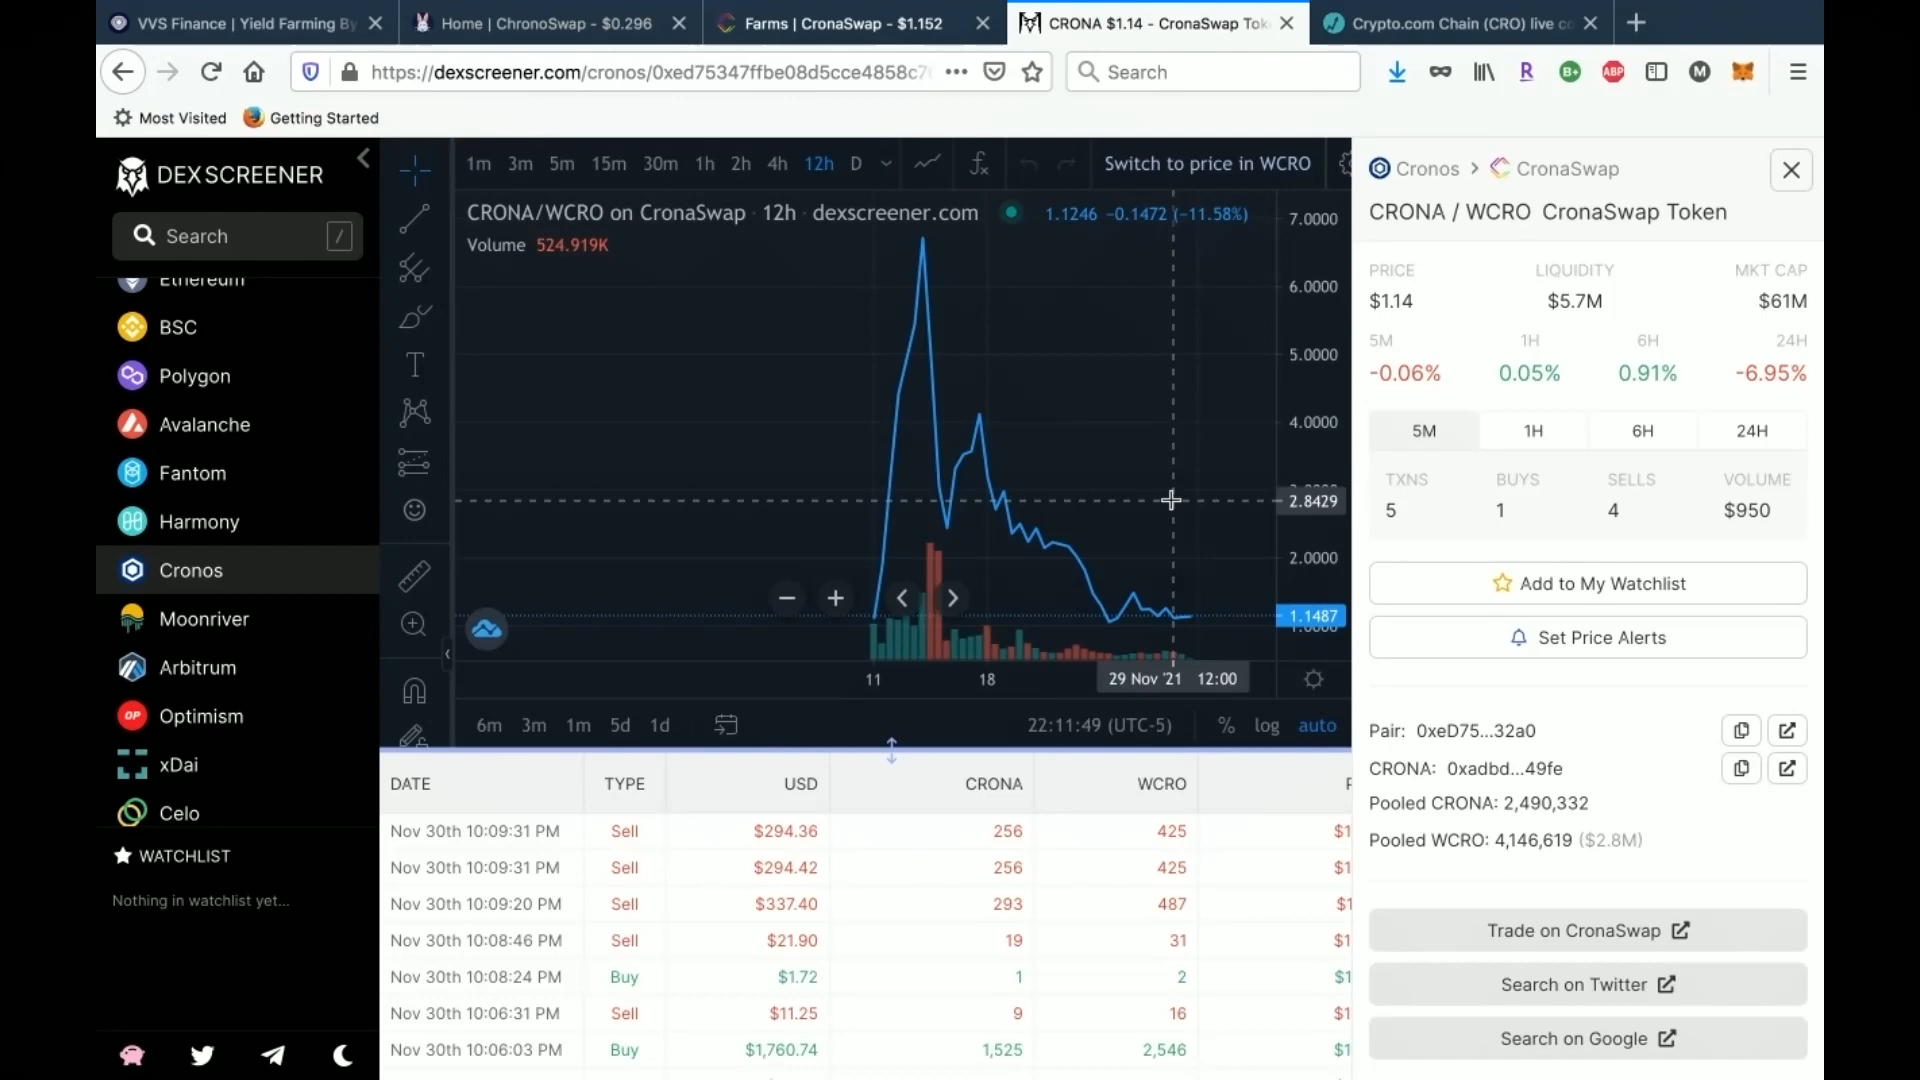 VVS Finance | Yield Farming By
Home | ChronoSwap - $0.296
Farms | CronaSwap - $1.152
CRONA $1.14 - CronaSwap Tok
Crypto.com Chain (CRO) live co
https://dexscreener.com/cronos/0xed75347ffbe08d5cce4858c70
Search
Most Visited
Getting Started
DEX SCREENER
Search /
Ethereum
BSC
Polygon
Avalanche
Fantom
Harmony
Cronos
Moonriver
Arbitrum
OP Optimism
xDai
Celo
WATCHLIST
Nothing in watchlist yet...
1m 3m 5m 15m 30m 1h 2h 4h 12h D
Switch to price in WCRO
CRONA/WCRO on CronaSwap · 12h · dexscreener.com 1.1246 −0.1472 (−11.58%)
Volume 524.919K
7.0000
6.0000
5.0000
4.0000
2.8429
2.0000
1.1487
1.0000
11
18
29 Nov '21 12:00
6m 3m 1m 5d 1d
22:11:49 (UTC-5) % log auto
DATE TYPE USD CRONA WCRO
Nov 30th 10:09:31 PM Sell $294.36 256 425 $1
Nov 30th 10:09:31 PM Sell $294.42 256 425 $1
Nov 30th 10:09:20 PM Sell $337.40 293 487 $1
Nov 30th 10:08:46 PM Sell $21.90 19 31 $1
Nov 30th 10:08:24 PM Buy $1.72 1 2 $1
Nov 30th 10:06:31 PM Sell $11.25 9 16 $1
Nov 30th 10:06:03 PM Buy $1,760.74 1,525 2,546 $1
Cronos > CronaSwap
CRONA / WCRO CronaSwap Token
PRICE LIQUIDITY MKT CAP
$1.14 $5.7M $61M
5M 1H 6H 24H
-0.06% 0.05% 0.91% -6.95%
5M 1H 6H 24H
TXNS BUYS SELLS VOLUME
5 1 4 $950
Add to My Watchlist
Set Price Alerts
Pair: 0xeD75...32a0
CRONA: 0xadbd...49fe
Pooled CRONA: 2,490,332
Pooled WCRO: 4,146,619 ($2.8M)
Trade on CronaSwap
Search on Twitter
Search on Google